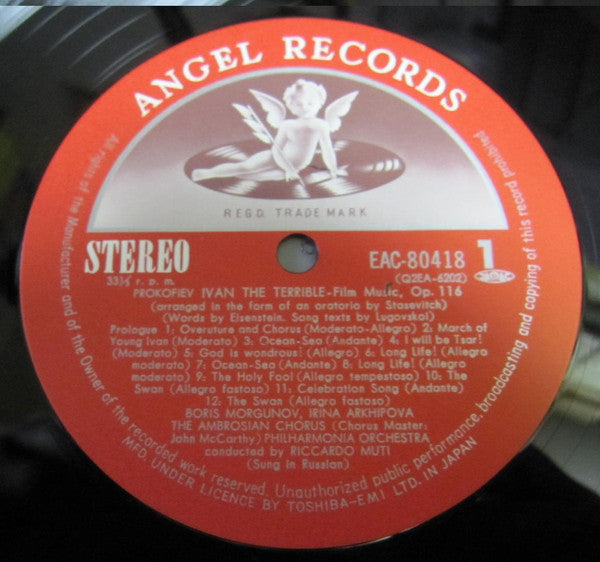 ANGEL RECORDS
REGD. TRADE MARK
STEREO
33⅓ r. p. m.
EAC-80418
1
(Q2EA-6202)
PROKOFIEV IVAN THE TERRIBLE-Film Music, Op. 116
(arranged in the form of an oratorio by Stasevitch)
(Words by Eisenstein. Song texts by Lugovskoi)
Prologue 1: Overuture and Chorus (Moderato-Allegro) 2: March of
Young Ivan (Moderato) 3: Ocean-Sea (Andante) 4: I will be Tsar!
(Moderato) 5: God is wondrous! (Allegro) 6: Long Life! (Allegro
moderato) 7: Ocean-Sea (Andante) 8: Long Life! (Allegro
moderato) 9: The Holy Fool (Allegro tempestoso) 10: The
Swan (Allegro fastoso) 11: Celebration Song (Andante)
12: The Swan (Allegro fastoso)
BORIS MORGUNOV, IRINA ARKHIPOVA
THE AMBROSIAN CHORUS (Chorus Master:
John McCarthy) PHILHARMONIA ORCHESTRA
conducted by RICCARDO MUTI
(Sung in Russian)
All rights of the Manufacturer and of the Owner of the recorded work reserved. Unauthorized public performance, broadcasting and copying of this record prohibited
MFD. UNDER LICENCE BY TOSHIBA-EMI LTD. IN JAPAN